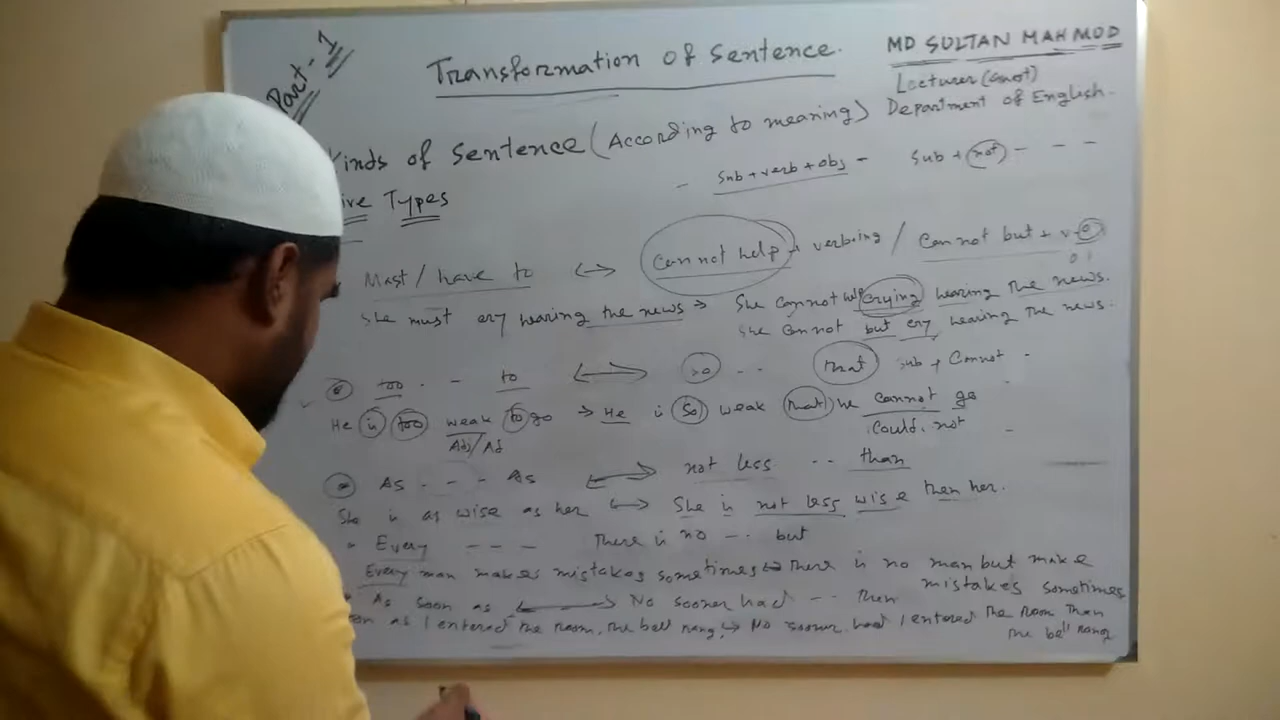 Part-1
Transformation of Sentence.
MD SULTAN MAHMOD
Lecturer
Department of English.
Kinds of Sentence (According to meaning)
- Sub + verb + obj - Sub + not - - -
ive Types
Must / have to ↔ Cannot help + verb+ing / Cannot but + v
She must cry hearing the news → She cannot help crying hearing the news.
She cannot but cry hearing the news.
too - - to ⟷ so - - that sub + Cannot -
He is too weak to go → He is so weak that he cannot go
Adj/Ad could not -
As - - - As ⟷ not less -- than
She is as wise as her ↔ She is not less wise then her.
Every - - - There is no -- but
Every man makes mistakes sometimes ↔ There is no man but make
mistakes sometimes
As soon as ⟷ No sooner had -- then
as I entered the room, the bell rang, ↔ No sooner had I entered the room than
the bell rang